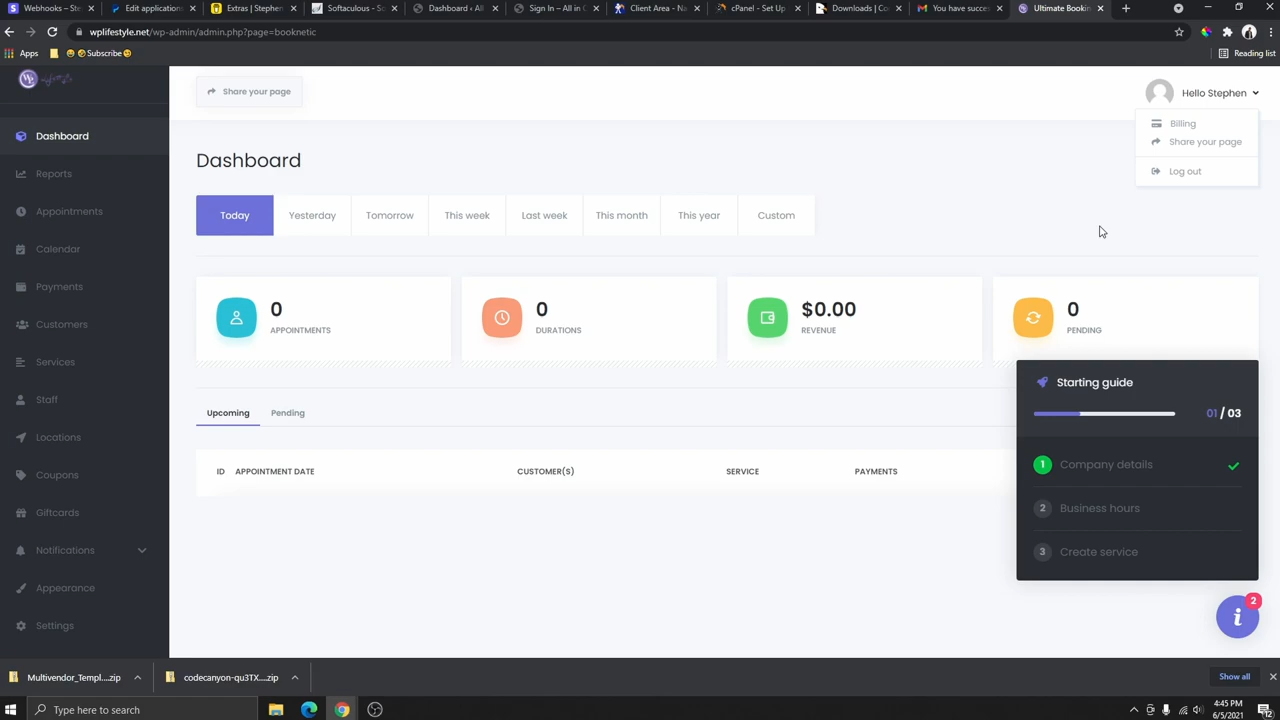 Webhooks – Ste
Edit applications
Extras | Stephen
Softaculous - So
Dashboard ‹ All i
Sign In – All in C
Client Area - Na
cPanel - Set Up
Downloads | Co
You have succe
Ultimate Bookin
wplifestyle.net/wp-admin/admin.php?page=booknetic
Apps
Subscribe
Reading list
Share your page
Hello Stephen
Billing
Share your page
Log out
Dashboard
Reports
Appointments
Calendar
Payments
Customers
Services
Staff
Locations
Coupons
Giftcards
Notifications
Appearance
Settings
Dashboard
Today
Yesterday
Tomorrow
This week
Last week
This month
This year
Custom
0
APPOINTMENTS
0
DURATIONS
$0.00
REVENUE
0
PENDING
Upcoming
Pending
ID APPOINTMENT DATE CUSTOMER(S) SERVICE PAYMENTS
Starting guide
01 / 03
1 Company details
2 Business hours
3 Create service
2
Multivendor_Templ....zip
codecanyon-qu3TX....zip
Show all
Type here to search
4:45 PM
6/5/2021